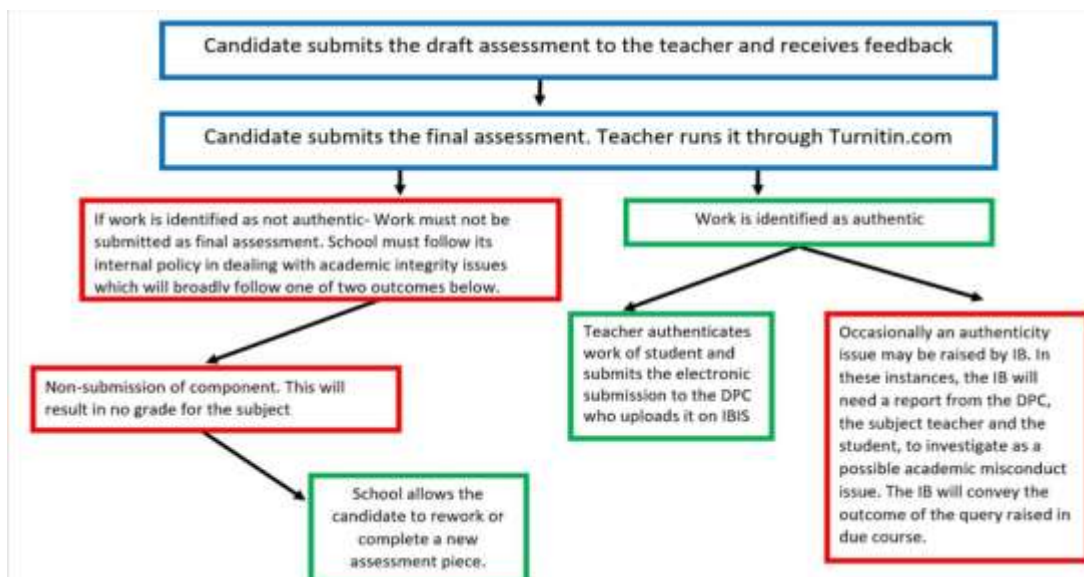 Candidate submits the draft assessment to the teacher and receives feedback
Candidate submits the final assessment. Teacher runs it through Turnitin.com
If work is identified as not authentic- Work must not be
submitted as final assessment. School must follow its
internal policy in dealing with academic integrity issues
which will broadly follow one of two outcomes below.
Work is identified as authentic
Non-submission of component. This will
result in no grade for the subject
School allows the
candidate to rework or
complete a new
assessment piece.
Teacher authenticates
work of student and
submits the electronic
submission to the DPC
who uploads it on IBIS
Occasionally an authenticity
issue may be raised by IB. In
these instances, the IB will
need a report from the DPC,
the subject teacher and the
student, to investigate as a
possible academic misconduct
issue. The IB will convey the
outcome of the query raised in
due course.